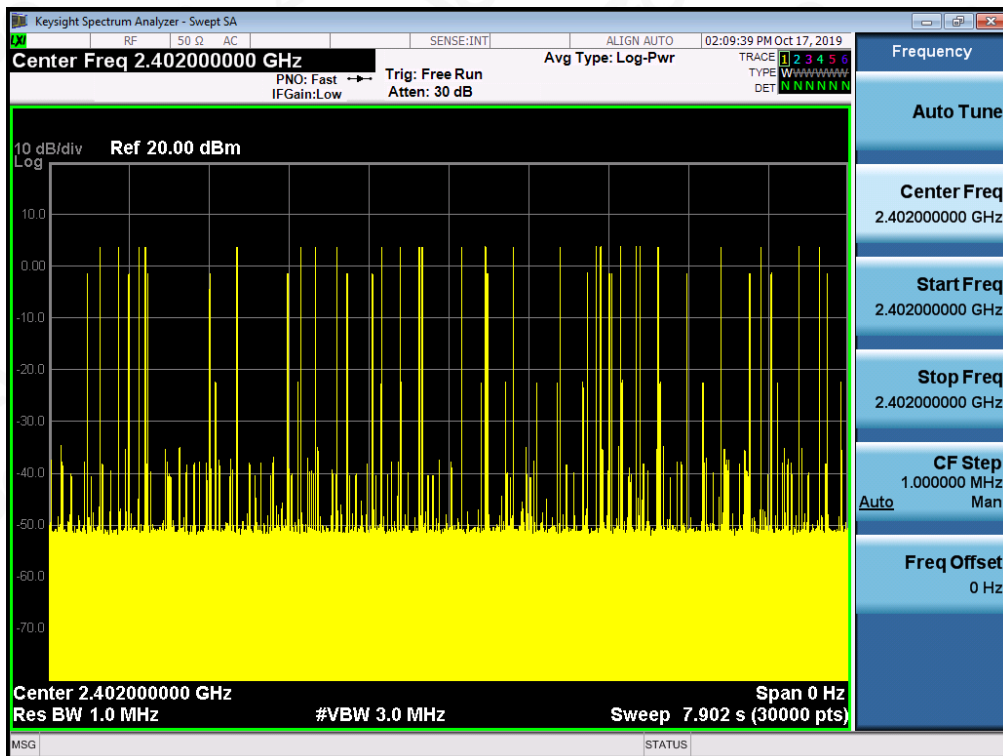 Keysight Spectrum Analyzer - Swept SA
LXI RF 50 Ω AC SENSE:INT ALIGN AUTO 02:09:39 PM Oct 17, 2019
Center Freq 2.402000000 GHz
PNO: Fast
IFGain:Low
Trig: Free Run
Atten: 30 dB
Avg Type: Log-Pwr
TRACE 1 2 3 4 5 6
TYPE W
DET N N N N N N
10 dB/div Ref 20.00 dBm
Log
10.0
0.00
-10.0
-20.0
-30.0
-40.0
-50.0
-60.0
-70.0
Center 2.402000000 GHz Span 0 Hz
Res BW 1.0 MHz #VBW 3.0 MHz Sweep 7.902 s (30000 pts)
MSG STATUS
Frequency
Auto Tune
Center Freq
2.402000000 GHz
Start Freq
2.402000000 GHz
Stop Freq
2.402000000 GHz
CF Step
1.000000 MHz
Auto Man
Freq Offset
0 Hz